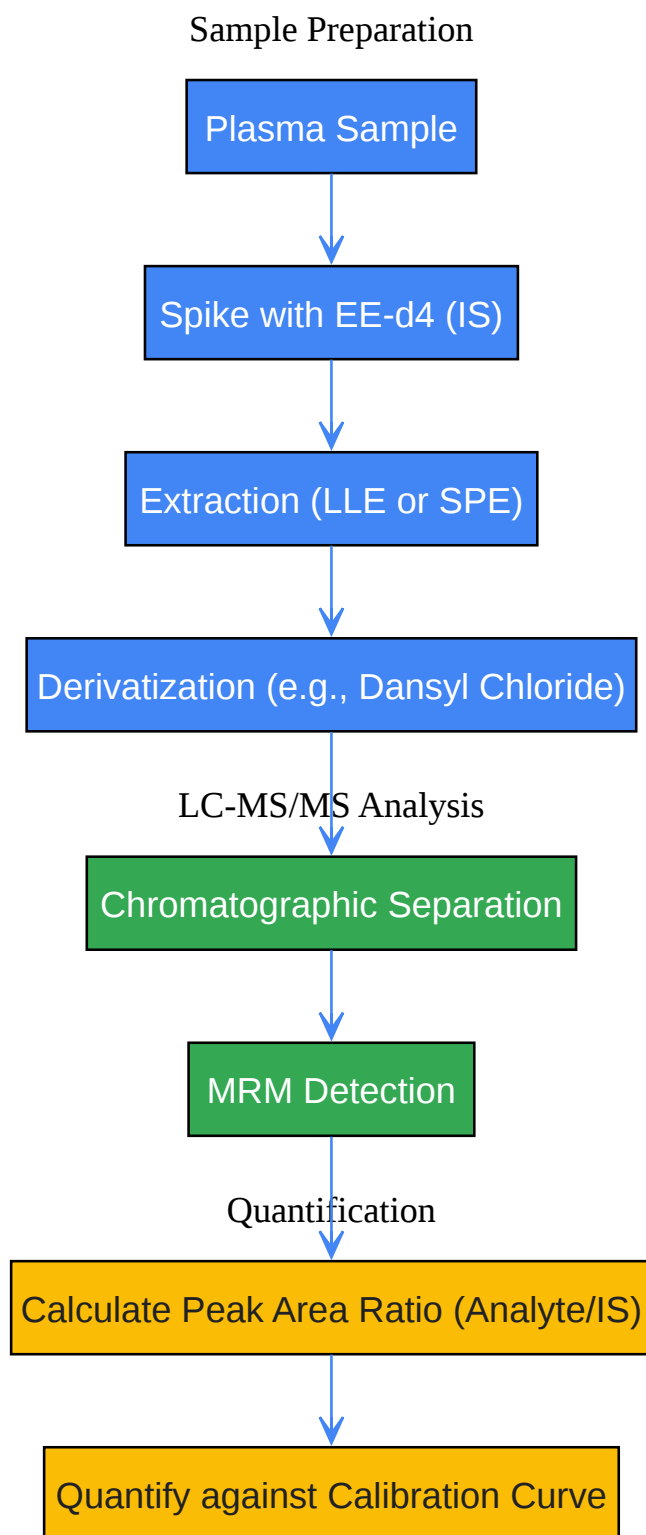 Sample Preparation
Plasma Sample
Spike with EE-d4 (IS)
Extraction (LLE or SPE)
Derivatization (e.g., Dansyl Chloride)
LC-MS/MS Analysis
Chromatographic Separation
MRM Detection
Quantification
Calculate Peak Area Ratio (Analyte/IS)
Quantify against Calibration Curve